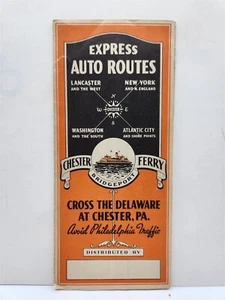 EXPRESS
AUTO ROUTES
LANCASTER NEW YORK
AND THE WEST AND N. ENGLAND
W CHESTER E
WASHINGTON ATLANTIC CITY
AND THE SOUTH AND SHORE POINTS
CHESTER FERRY
BRIDGEPORT
CROSS THE DELAWARE
AT CHESTER, PA.
Avoid Philadelphia Traffic
DISTRIBUTED BY